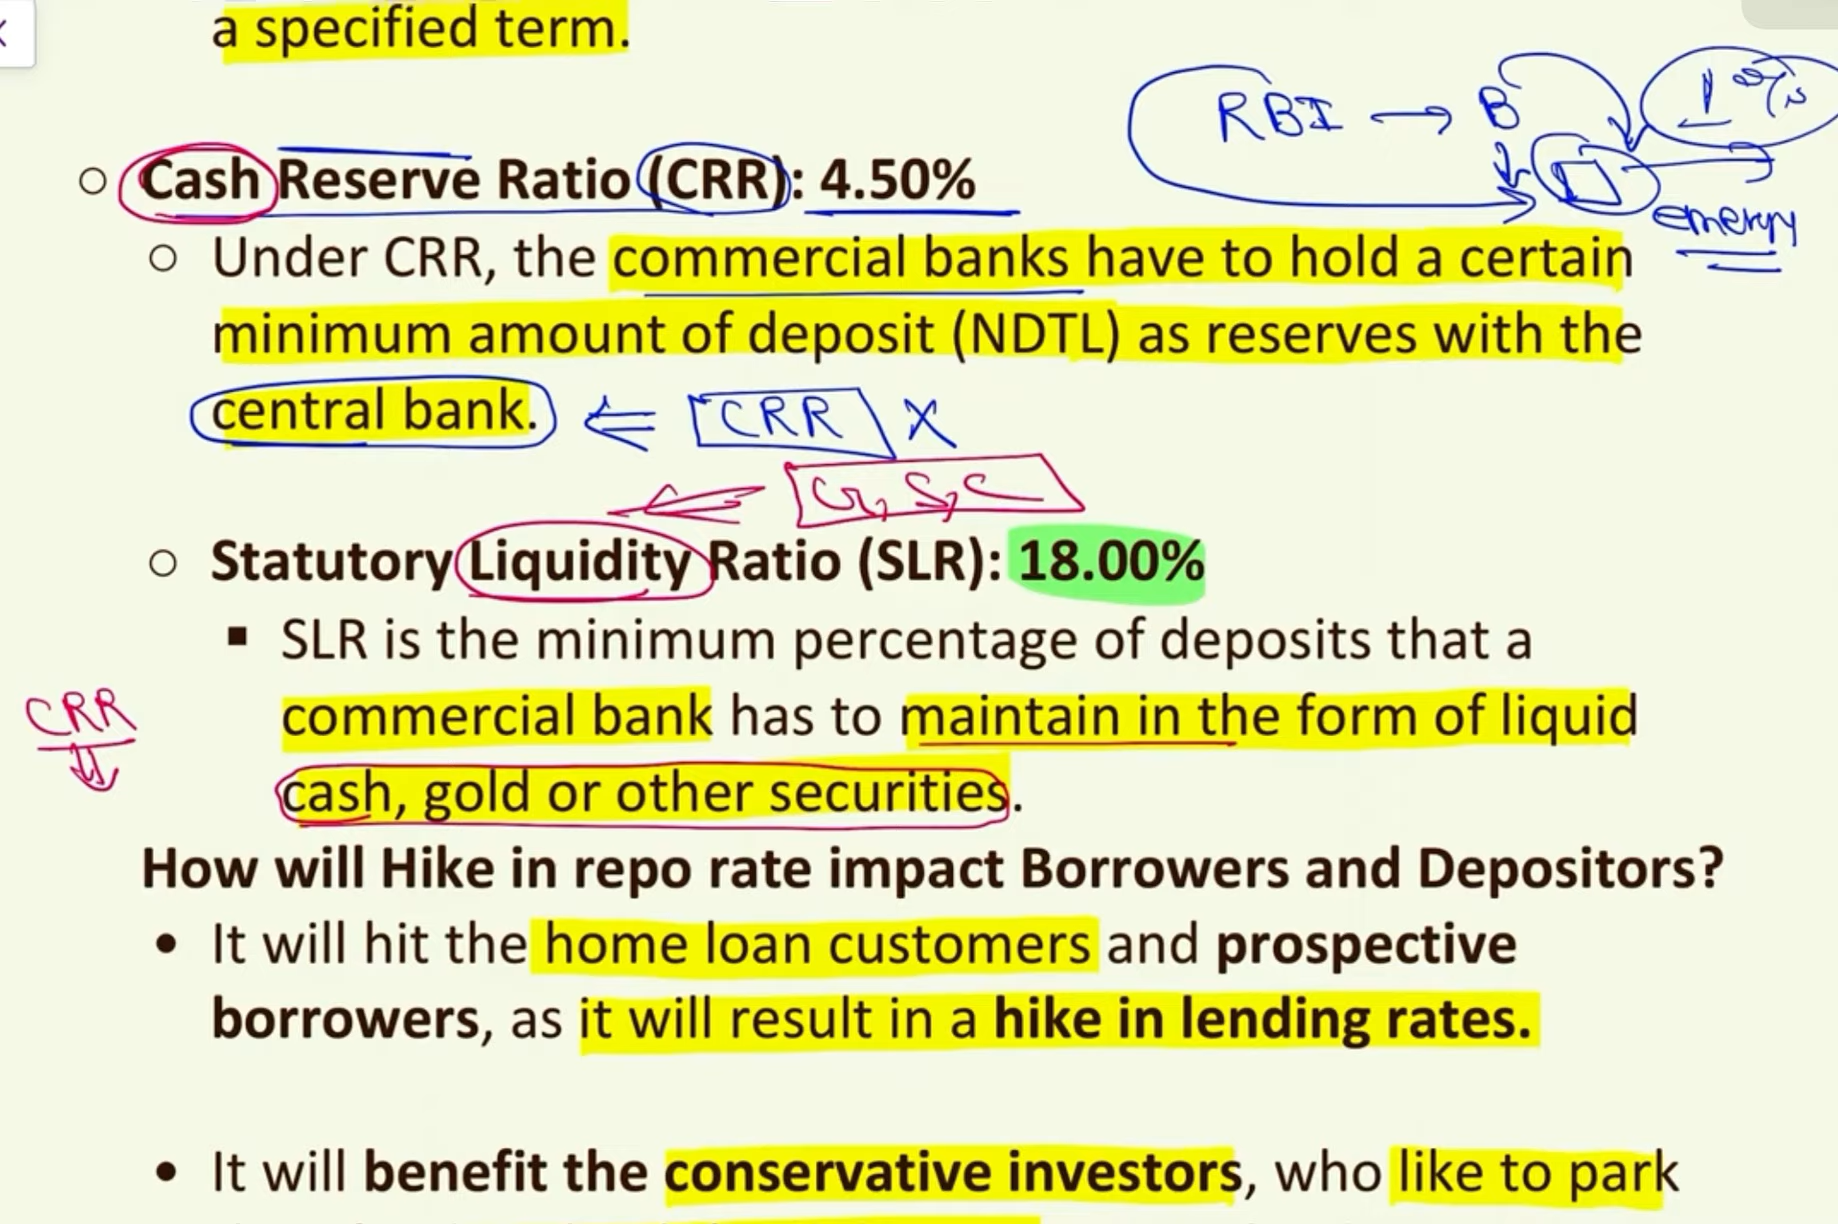 a specified term.
RBI → B
emergy
○ Cash Reserve Ratio (CRR): 4.50%
○ Under CRR, the commercial banks have to hold a certain
minimum amount of deposit (NDTL) as reserves with the
central bank. ⇐ CRR X
G, S, C
○ Statutory Liquidity Ratio (SLR): 18.00%
▪ SLR is the minimum percentage of deposits that a
CRR
commercial bank has to maintain in the form of liquid
cash, gold or other securities.
How will Hike in repo rate impact Borrowers and Depositors?
• It will hit the home loan customers and prospective
borrowers, as it will result in a hike in lending rates.
• It will benefit the conservative investors, who like to park